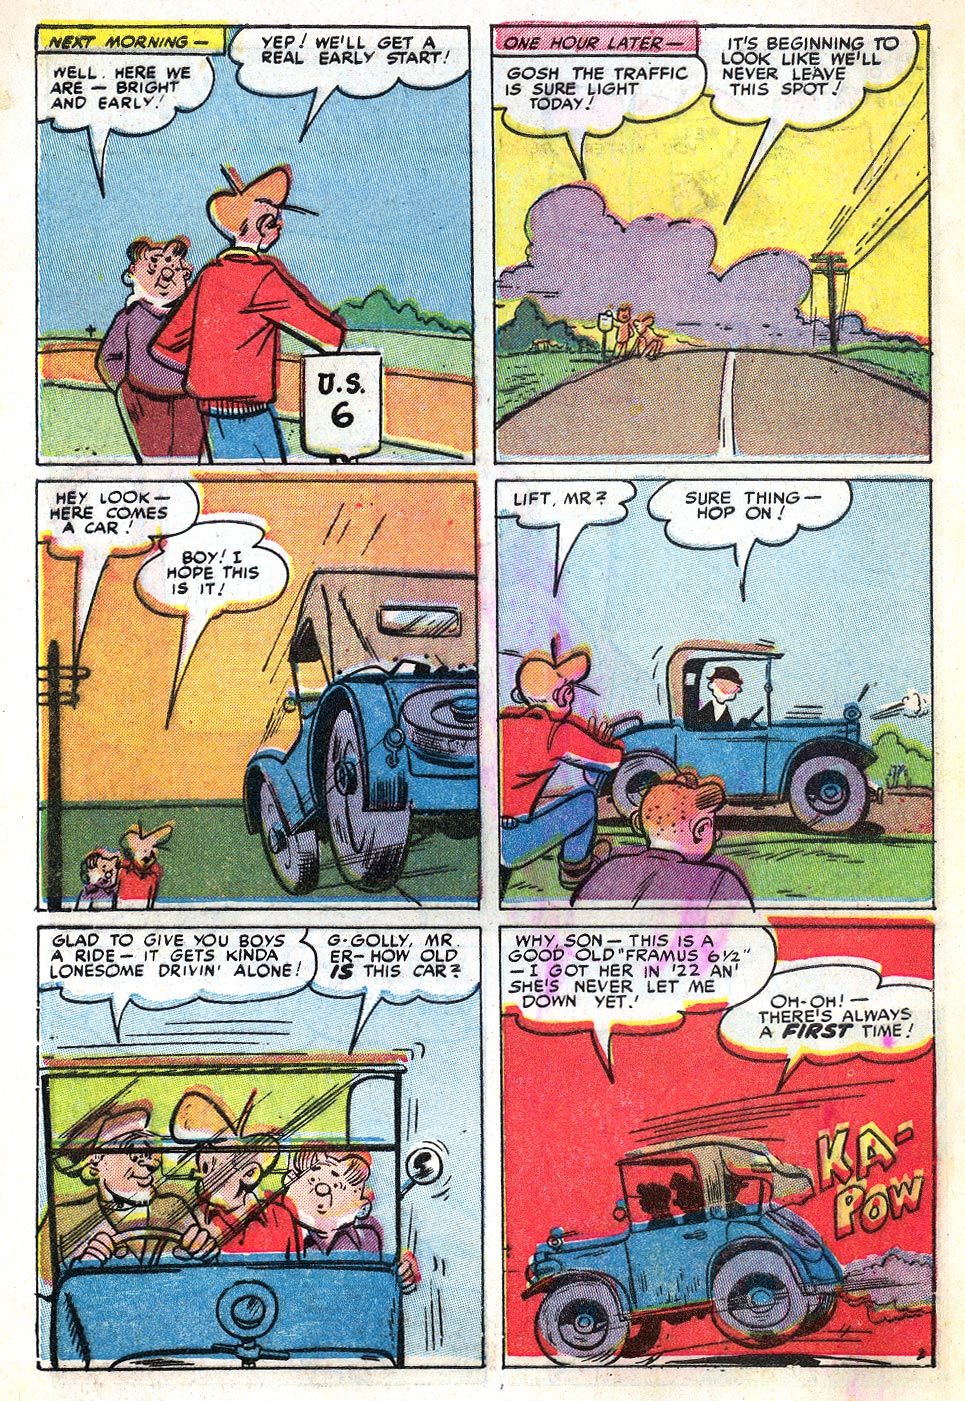 NEXT MORNING—
WELL. HERE WE
ARE — BRIGHT
AND EARLY!
YEP! WE'LL GET A
REAL EARLY START!
U.S.
6
ONE HOUR LATER—
GOSH THE TRAFFIC
IS SURE LIGHT
TODAY!
IT'S BEGINNING TO
LOOK LIKE WE'LL
NEVER LEAVE
THIS SPOT!
HEY LOOK—
HERE COMES
A CAR!
BOY! I
HOPE THIS
IS IT!
LIFT, MR?
SURE THING—
HOP ON!
GLAD TO GIVE YOU BOYS
A RIDE— IT GETS KINDA
LONESOME DRIVIN' ALONE!
G-GOLLY, MR.
ER—HOW OLD
IS THIS CAR?
WHY, SON— THIS IS A
GOOD OLD "FRAMUS 6½"
— I GOT HER IN '22 AN'
SHE'S NEVER LET ME
DOWN YET!
OH-OH!—
THERE'S ALWAYS
A FIRST TIME!
KA-
POW
2